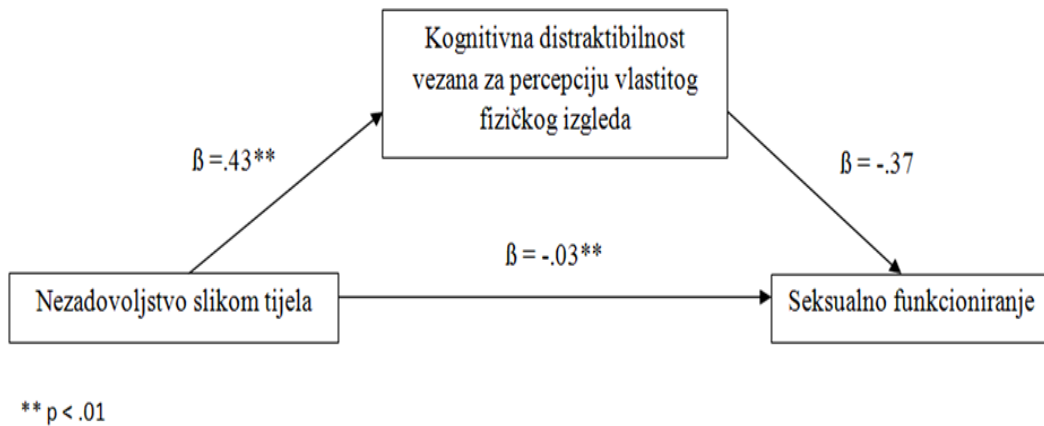 Kognitivna distraktibilnost
vezana za percepciju vlastitog
fizičkog izgleda
ß =.43**
ß = -.37
ß = -.03**
Nezadovoljstvo slikom tijela
Seksualno funkcioniranje
** p < .01